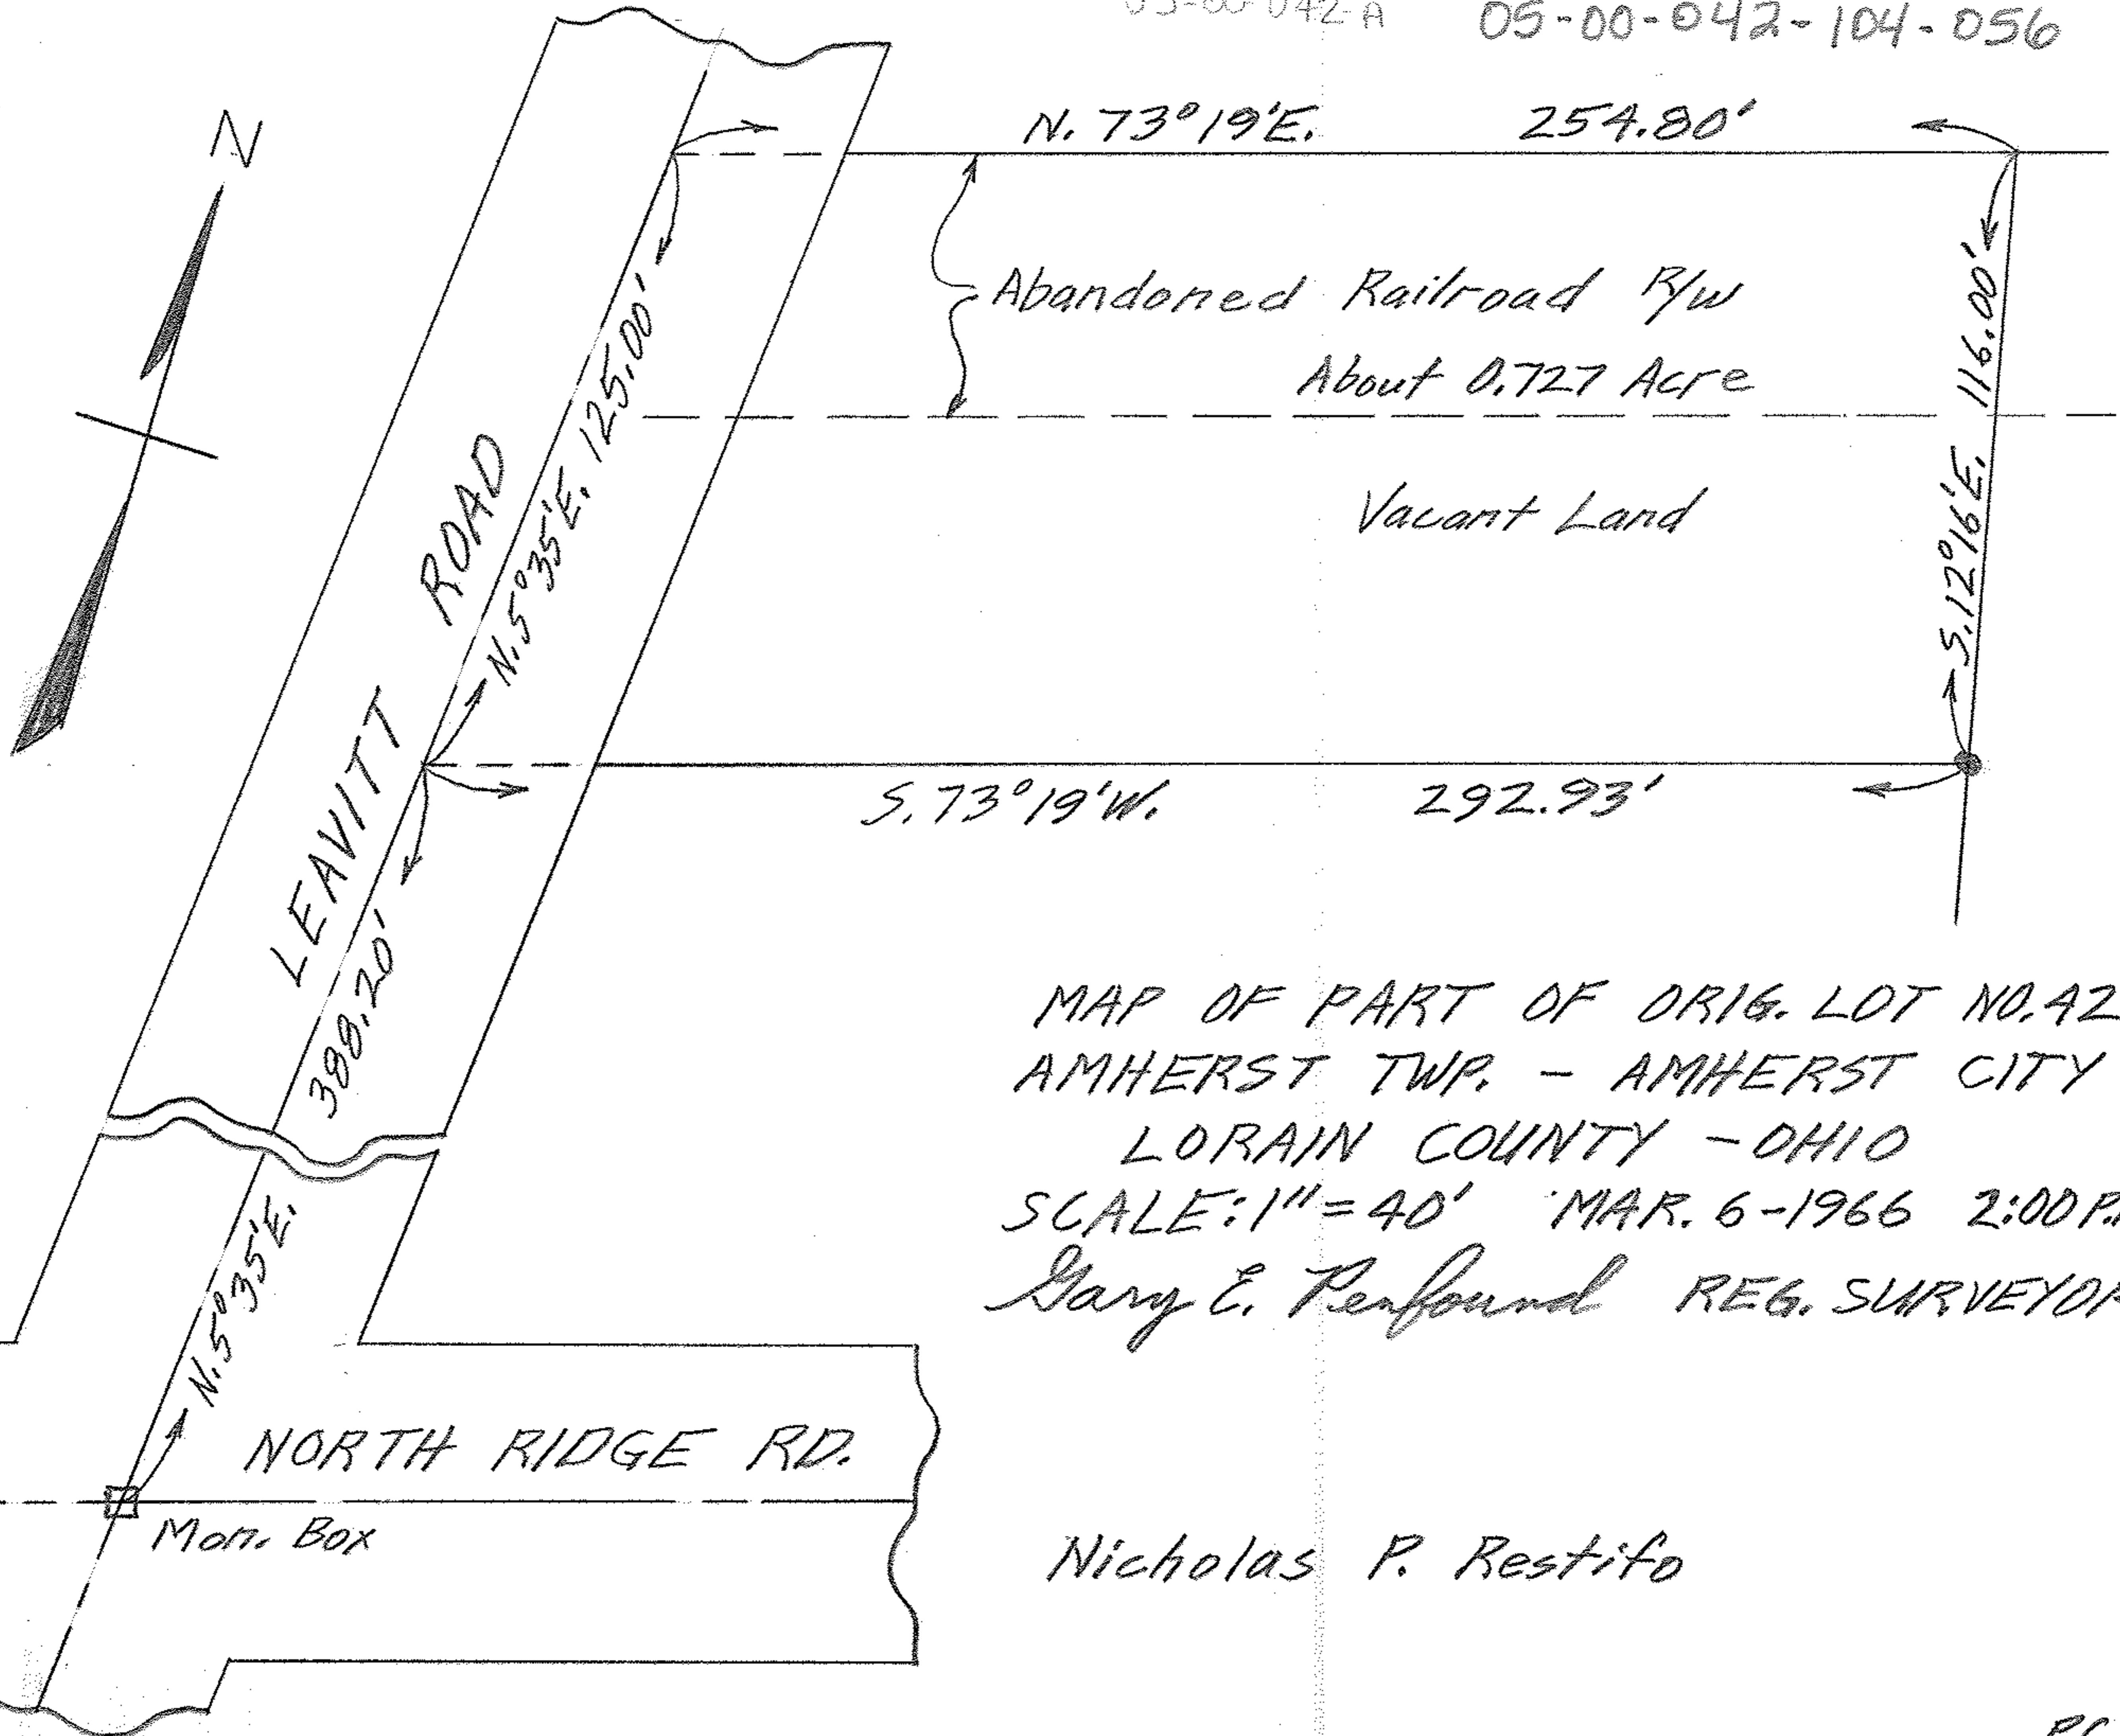 05-00-042-A 05-00-042-104-056
N. 73°19'E. 254.80'
N
Abandoned Railroad R/W
About 0.727 Acre
Vacant Land
N. 5°35'E. 125.00'
S. 12°16'E. 116.00'
LEAVITT ROAD
S. 73°19'W. 292.93'
388.20'
N. 5°35'E.
MAP OF PART OF ORIG. LOT NO. 42
AMHERST TWP. - AMHERST CITY
LORAIN COUNTY - OHIO
SCALE: 1" = 40' MAR. 6-1966 2:00 P.
Gary E. Penfound REG. SURVEYOR
NORTH RIDGE RD.
Mon. Box
Nicholas P. Restifo